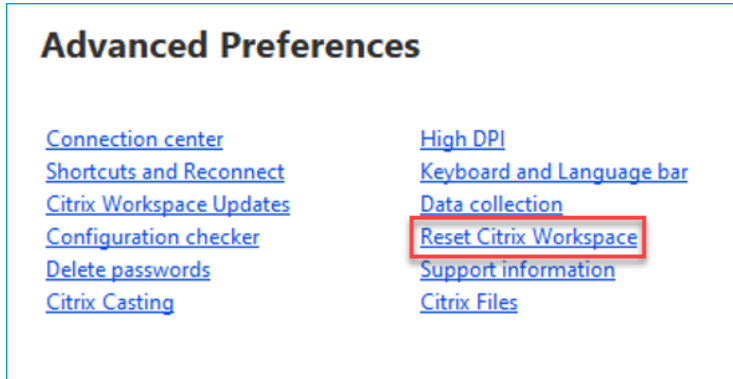 Advanced Preferences
Connection center
Shortcuts and Reconnect
Citrix Workspace Updates
Configuration checker
Delete passwords
Citrix Casting
High DPI
Keyboard and Language bar
Data collection
Reset Citrix Workspace
Support information
Citrix Files